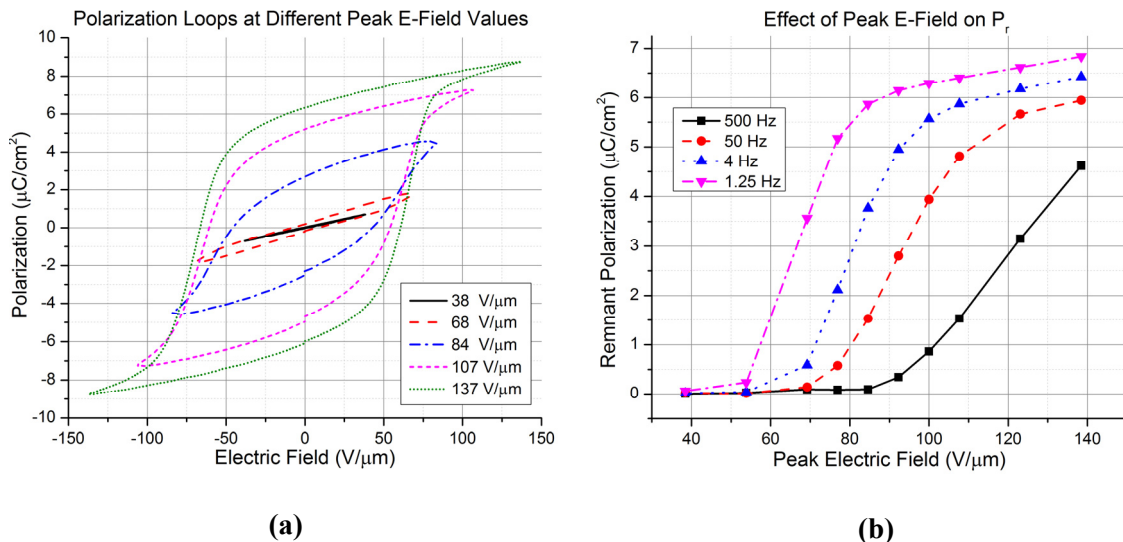 Polarization Loops at Different Peak E-Field Values
Polarization (μC/cm²)
10
8
6
4
2
0
-2
-4
-6
-8
-10
38 V/μm
68 V/μm
84 V/μm
107 V/μm
137 V/μm
-150 -100 -50 0 50 100 150
Electric Field (V/μm)
(a)
Effect of Peak E-Field on Pᵣ
Remnant Polarization (μC/cm²)
7
6
5
4
3
2
1
0
500 Hz
50 Hz
4 Hz
1.25 Hz
40 60 80 100 120 140
Peak Electric Field (V/μm)
(b)